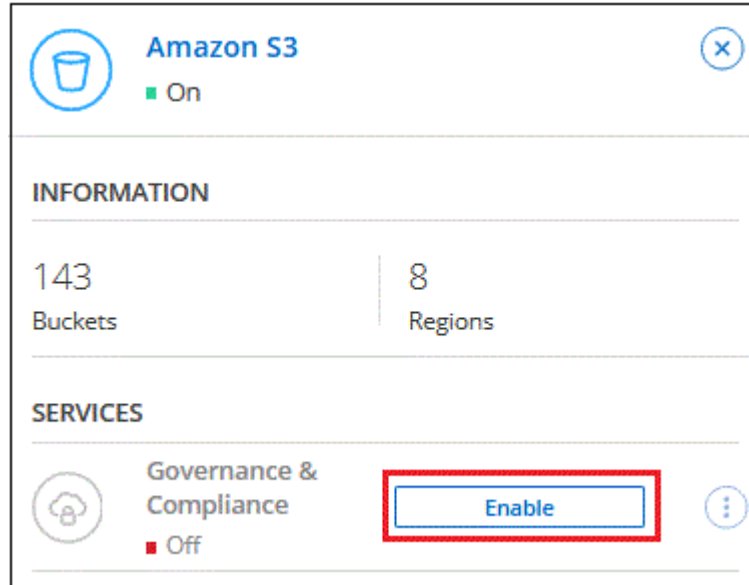 Amazon S3
On
INFORMATION
143
Buckets
8
Regions
SERVICES
Governance &
Compliance
Off
Enable